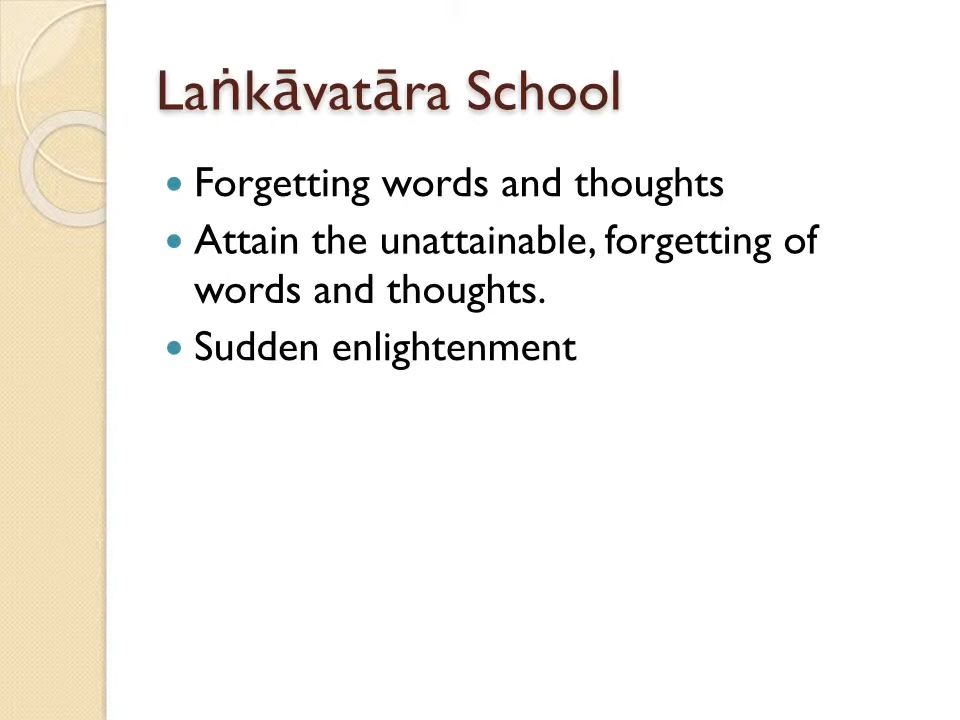 Laṅkāvatāra School
• Forgetting words and thoughts
• Attain the unattainable, forgetting of
words and thoughts.
• Sudden enlightenment